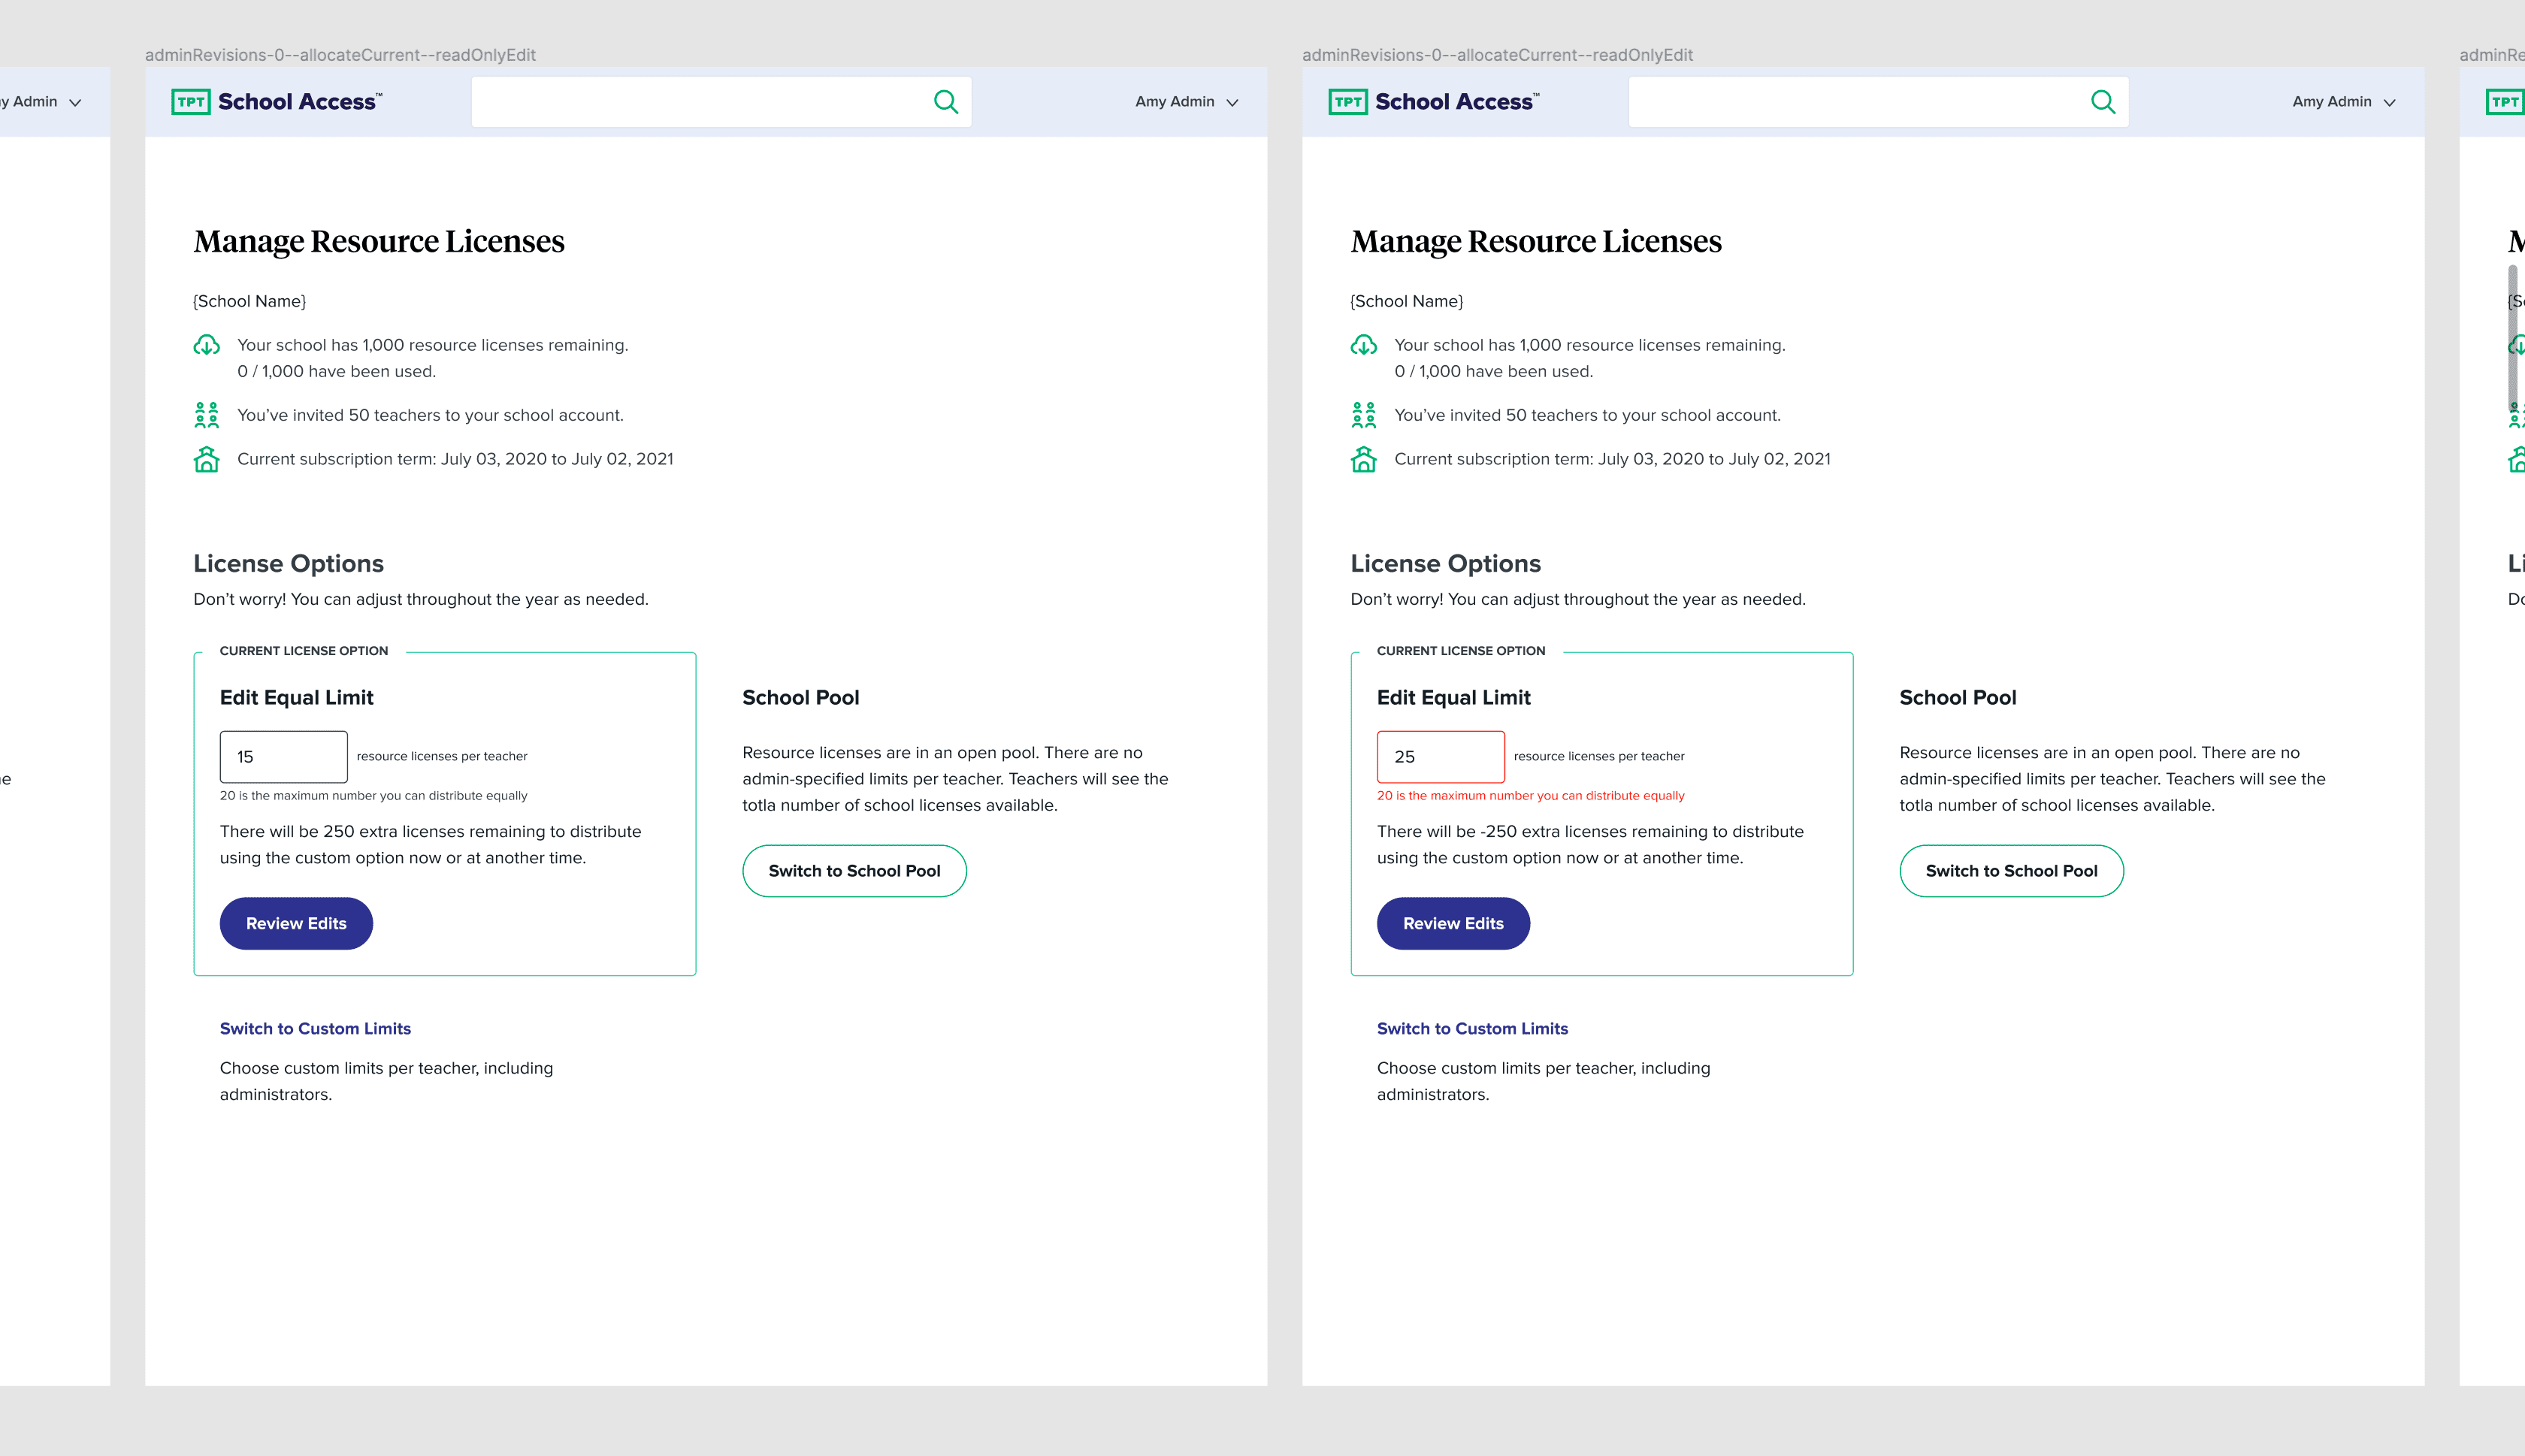 adminRevisions-0--allocateCurrent--readOnlyEdit
y Admin
TPT School Access™
Amy Admin
Manage Resource Licenses
{School Name}
Your school has 1,000 resource licenses remaining.
0 / 1,000 have been used.
You’ve invited 50 teachers to your school account.
Current subscription term: July 03, 2020 to July 02, 2021
License Options
Don’t worry! You can adjust throughout the year as needed.
CURRENT LICENSE OPTION
Edit Equal Limit
15
resource licenses per teacher
20 is the maximum number you can distribute equally
There will be 250 extra licenses remaining to distribute
using the custom option now or at another time.
Review Edits
School Pool
Resource licenses are in an open pool. There are no
admin-specified limits per teacher. Teachers will see the
totla number of school licenses available.
Switch to School Pool
Switch to Custom Limits
Choose custom limits per teacher, including
administrators.
adminRevisions-0--allocateCurrent--readOnlyEdit
TPT School Access™
Amy Admin
Manage Resource Licenses
{School Name}
Your school has 1,000 resource licenses remaining.
0 / 1,000 have been used.
You’ve invited 50 teachers to your school account.
Current subscription term: July 03, 2020 to July 02, 2021
License Options
Don’t worry! You can adjust throughout the year as needed.
CURRENT LICENSE OPTION
Edit Equal Limit
25
resource licenses per teacher
20 is the maximum number you can distribute equally
There will be -250 extra licenses remaining to distribute
using the custom option now or at another time.
Review Edits
School Pool
Resource licenses are in an open pool. There are no
admin-specified limits per teacher. Teachers will see the
totla number of school licenses available.
Switch to School Pool
Switch to Custom Limits
Choose custom limits per teacher, including
administrators.
adminRe
TPT